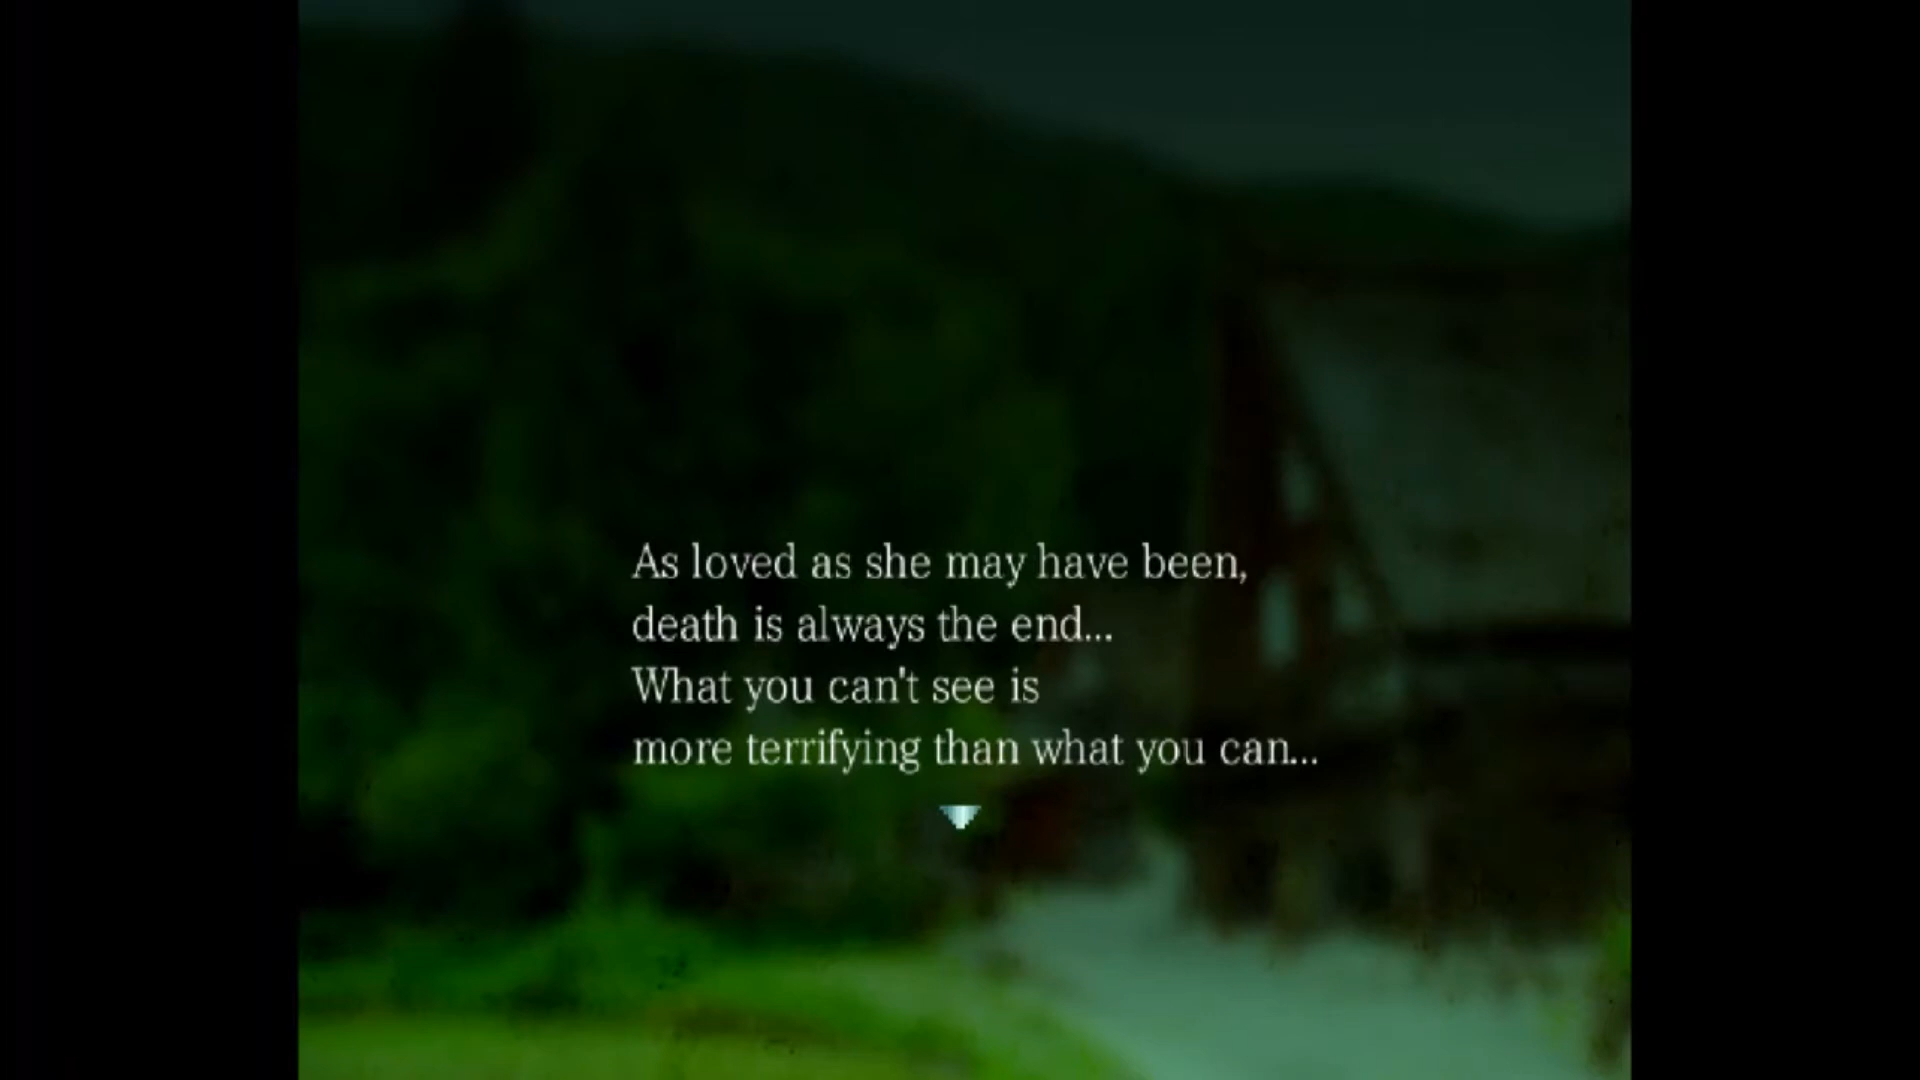 As loved as she may have been,
death is always the end...
What you can't see is
more terrifying than what you can...